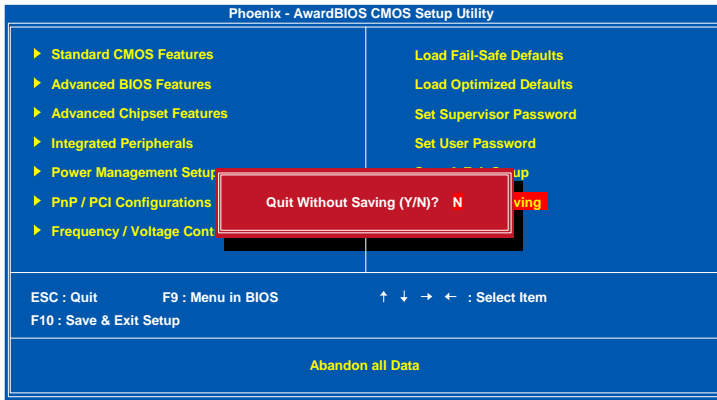 Phoenix - AwardBIOS CMOS Setup Utility
Standard CMOS Features
Advanced BIOS Features
Advanced Chipset Features
Integrated Peripherals
Power Management Setup
PnP / PCI Configurations
Frequency / Voltage Cont
Load Fail-Safe Defaults
Load Optimized Defaults
Set Supervisor Password
Set User Password
up
ving
Quit Without Saving (Y/N)? N
ESC : Quit F9 : Menu in BIOS ↑ ↓ → ← : Select Item
F10 : Save & Exit Setup
Abandon all Data